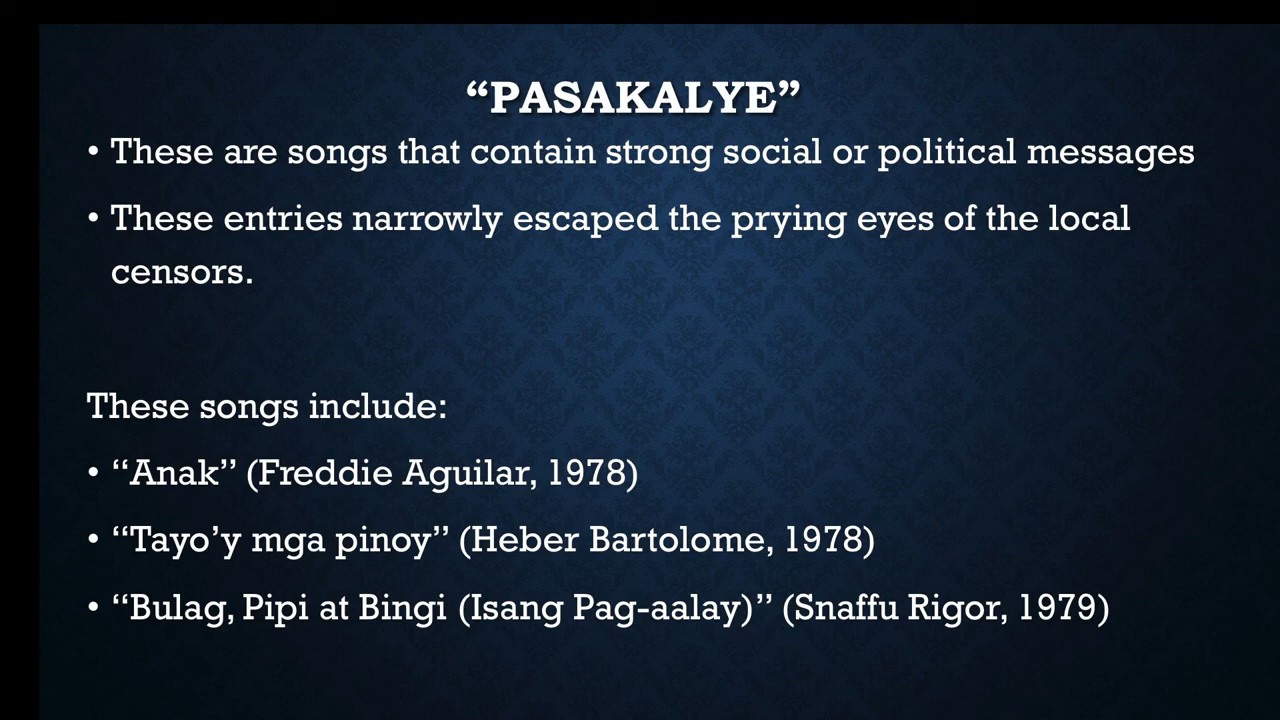 “PASAKALYE”
• These are songs that contain strong social or political messages
• These entries narrowly escaped the prying eyes of the local
censors.
These songs include:
• “Anak” (Freddie Aguilar, 1978)
• “Tayo’y mga pinoy” (Heber Bartolome, 1978)
• “Bulag, Pipi at Bingi (Isang Pag-aalay)” (Snaffu Rigor, 1979)